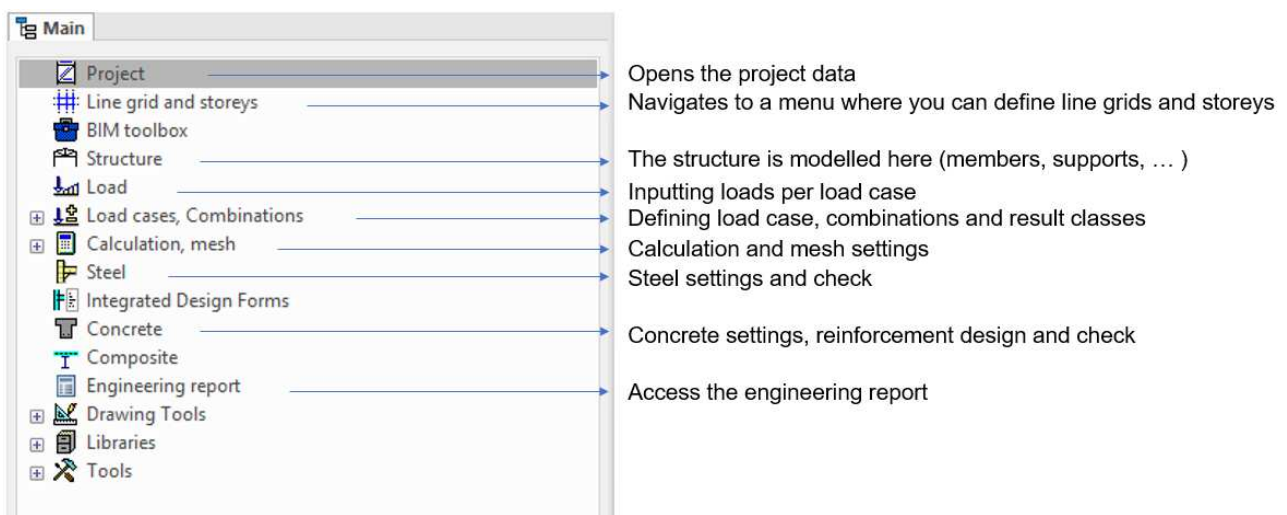 Main
Project
Opens the project data
Line grid and storeys
Navigates to a menu where you can define line grids and storeys
BIM toolbox
Structure
The structure is modelled here (members, supports, … )
Load
Inputting loads per load case
Load cases, Combinations
Defining load case, combinations and result classes
Calculation, mesh
Calculation and mesh settings
Steel
Steel settings and check
Integrated Design Forms
Concrete
Concrete settings, reinforcement design and check
Composite
Engineering report
Access the engineering report
Drawing Tools
Libraries
Tools